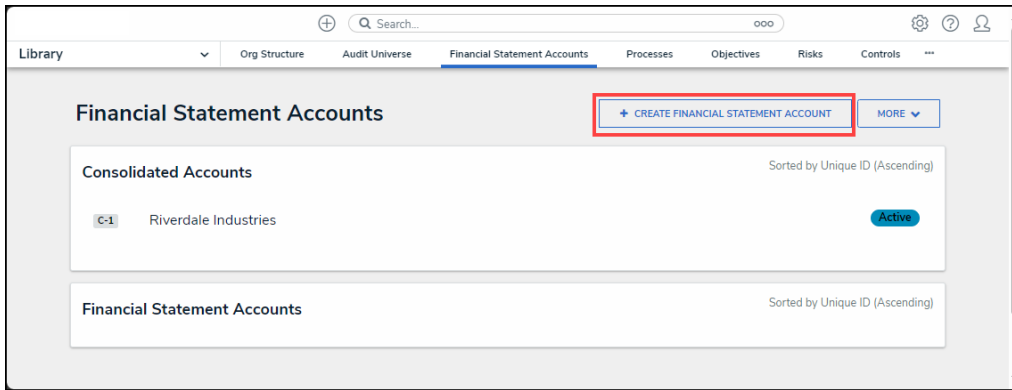 Search...
Library Org Structure Audit Universe Financial Statement Accounts Processes Objectives Risks Controls
Financial Statement Accounts + CREATE FINANCIAL STATEMENT ACCOUNT MORE
Consolidated Accounts Sorted by Unique ID (Ascending)
C-1 Riverdale Industries Active
Financial Statement Accounts Sorted by Unique ID (Ascending)